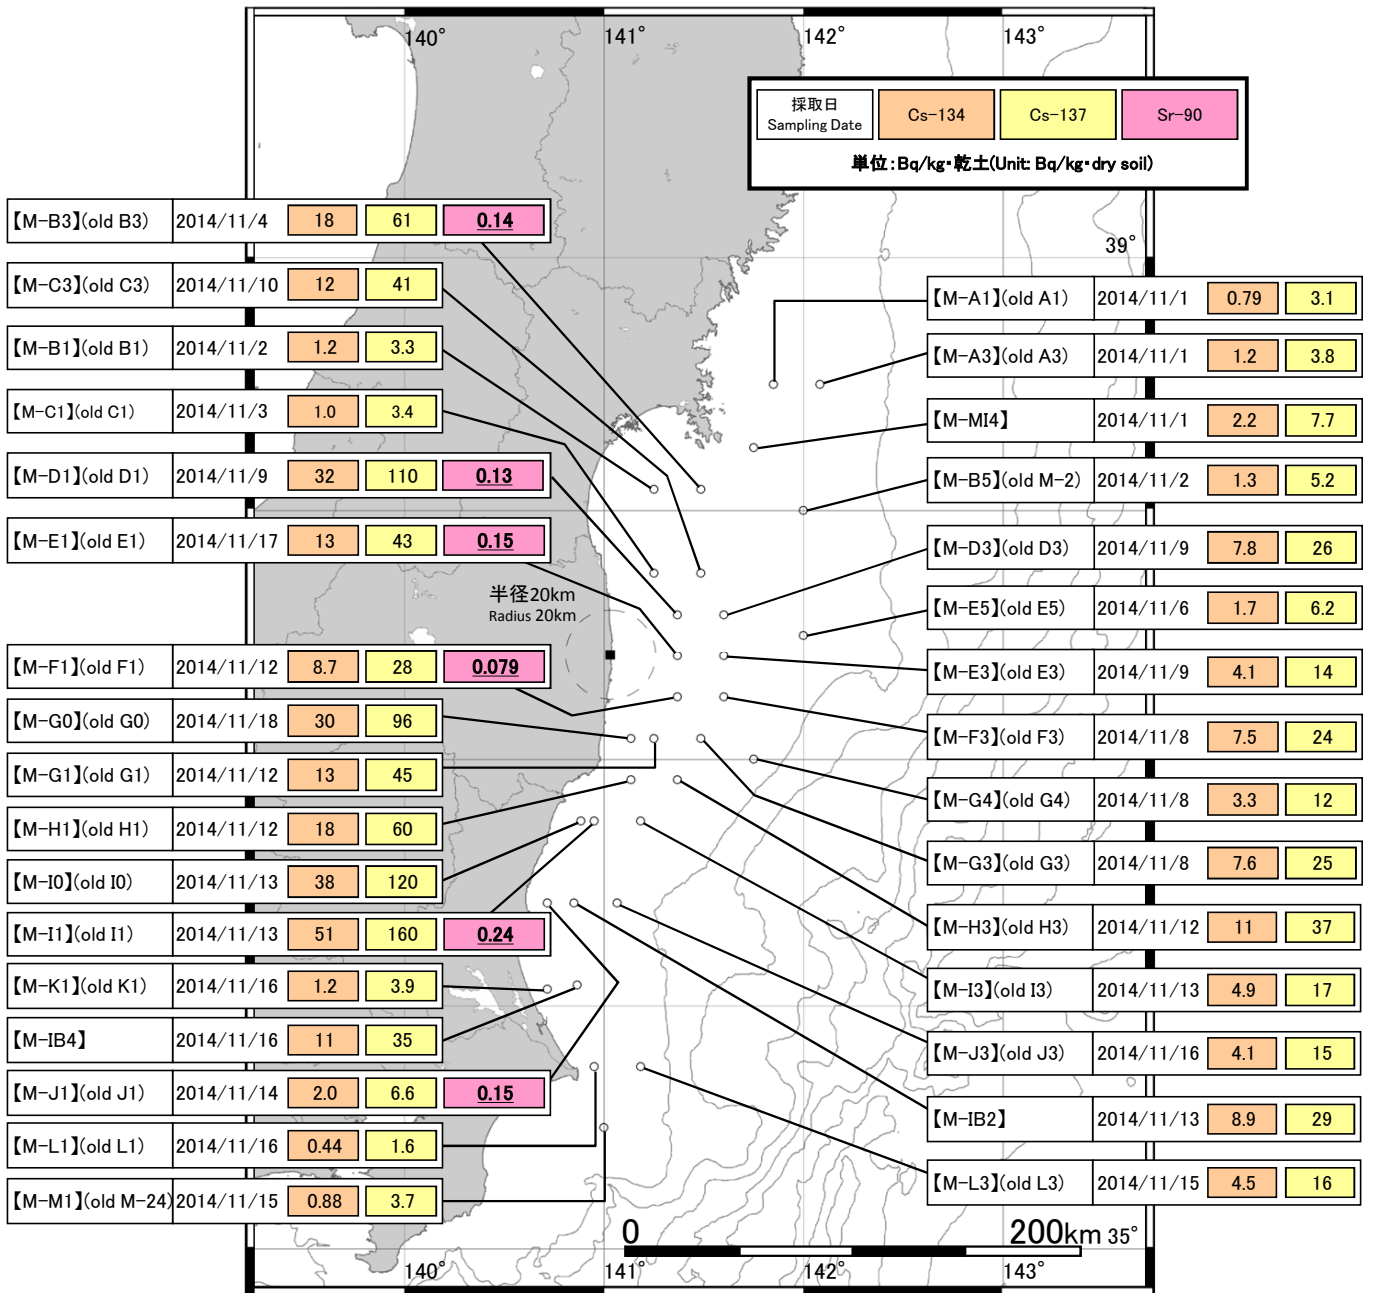 140°
141°
142°
143°
採取日
Sampling Date
Cs-134
Cs-137
Sr-90
単位:Bq/kg・乾土(Unit: Bq/kg・dry soil)
39°
【M-B3】(old B3) 2014/11/4 18 61 0.14
【M-C3】(old C3) 2014/11/10 12 41
【M-B1】(old B1) 2014/11/2 1.2 3.3
【M-C1】(old C1) 2014/11/3 1.0 3.4
【M-D1】(old D1) 2014/11/9 32 110 0.13
【M-E1】(old E1) 2014/11/17 13 43 0.15
半径20km
Radius 20km
【M-F1】(old F1) 2014/11/12 8.7 28 0.079
【M-G0】(old G0) 2014/11/18 30 96
【M-G1】(old G1) 2014/11/12 13 45
【M-H1】(old H1) 2014/11/12 18 60
【M-I0】(old I0) 2014/11/13 38 120
【M-I1】(old I1) 2014/11/13 51 160 0.24
【M-K1】(old K1) 2014/11/16 1.2 3.9
【M-IB4】 2014/11/16 11 35
【M-J1】(old J1) 2014/11/14 2.0 6.6 0.15
【M-L1】(old L1) 2014/11/16 0.44 1.6
【M-M1】(old M-24) 2014/11/15 0.88 3.7
【M-A1】(old A1) 2014/11/1 0.79 3.1
【M-A3】(old A3) 2014/11/1 1.2 3.8
【M-MI4】 2014/11/1 2.2 7.7
【M-B5】(old M-2) 2014/11/2 1.3 5.2
【M-D3】(old D3) 2014/11/9 7.8 26
【M-E5】(old E5) 2014/11/6 1.7 6.2
【M-E3】(old E3) 2014/11/9 4.1 14
【M-F3】(old F3) 2014/11/8 7.5 24
【M-G4】(old G4) 2014/11/8 3.3 12
【M-G3】(old G3) 2014/11/8 7.6 25
【M-H3】(old H3) 2014/11/12 11 37
【M-I3】(old I3) 2014/11/13 4.9 17
【M-J3】(old J3) 2014/11/16 4.1 15
【M-IB2】 2014/11/13 8.9 29
【M-L3】(old L3) 2014/11/15 4.5 16
0 200km 35°
140°
141°
142°
143°